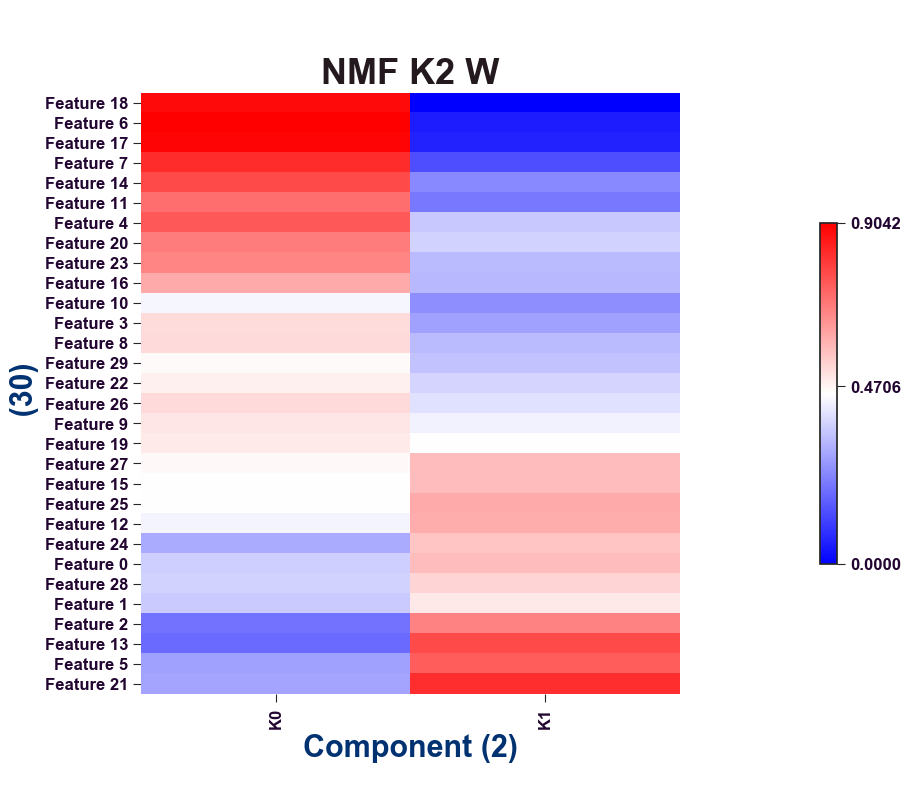 NMF K2 W
Feature 18
Feature 6
Feature 17
Feature 7
Feature 14
Feature 11
Feature 4
Feature 20
Feature 23
Feature 16
Feature 10
Feature 3
Feature 8
Feature 29
Feature 22
Feature 26
Feature 9
Feature 19
Feature 27
Feature 15
Feature 25
Feature 12
Feature 24
Feature 0
Feature 28
Feature 1
Feature 2
Feature 13
Feature 5
Feature 21
(30)
K0
K1
Component (2)
0.9042
0.4706
0.0000